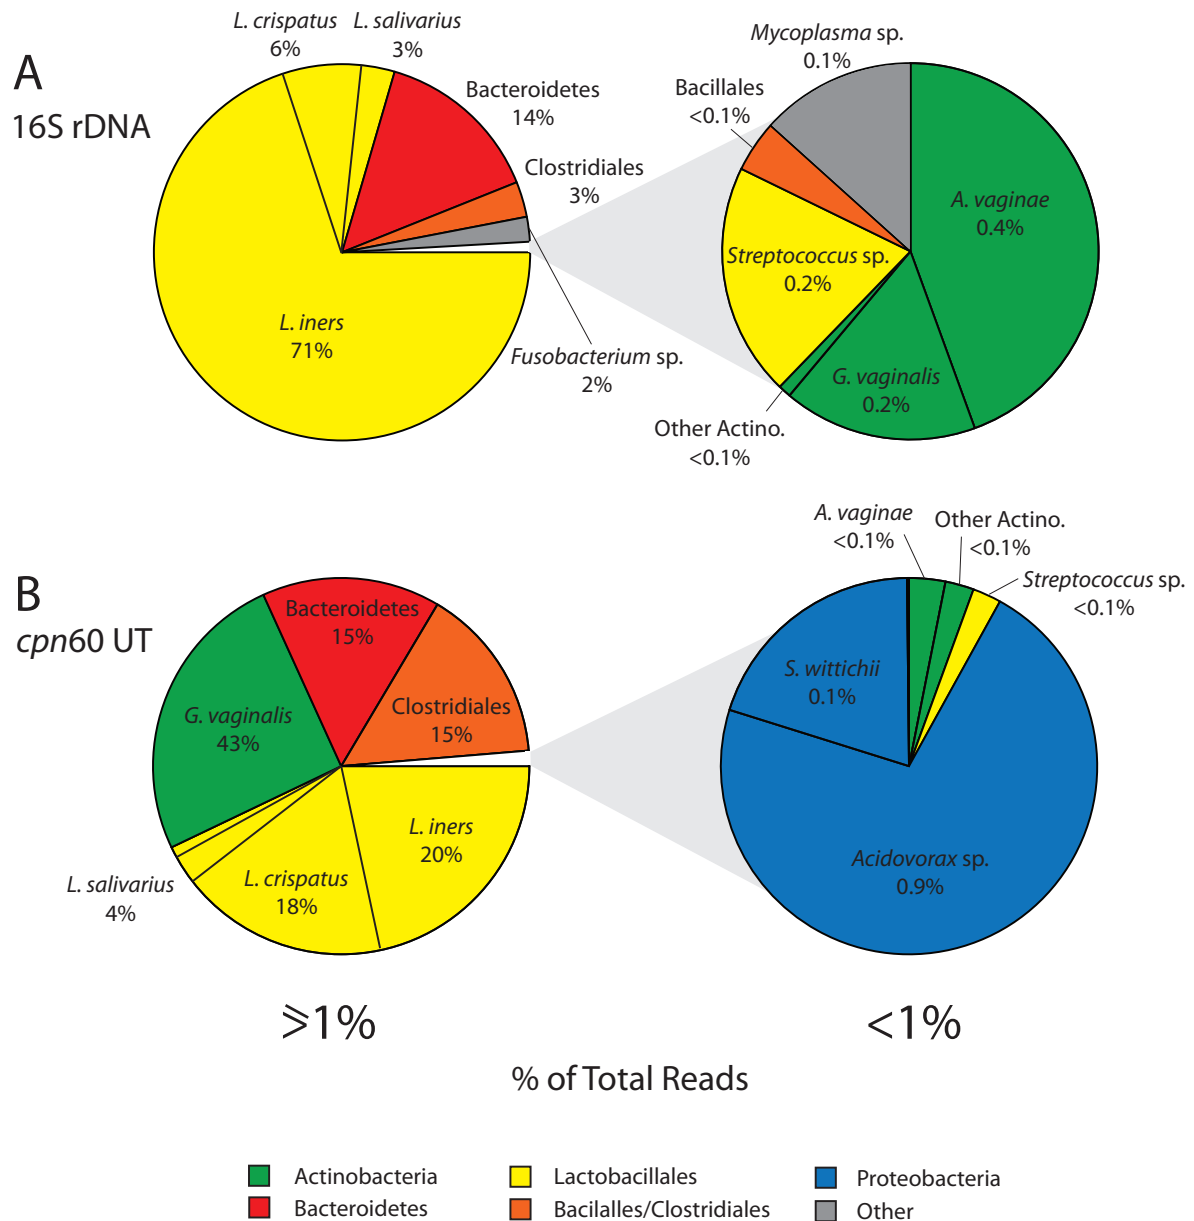 A
16S rDNA
L. crispatus
6%
L. salivarius
3%
Bacteroidetes
14%
Clostridiales
3%
L. iners
71%
Fusobacterium sp.
2%
Mycoplasma sp.
0.1%
Bacillales
<0.1%
A. vaginae
0.4%
Streptococcus sp.
0.2%
G. vaginalis
0.2%
Other Actino.
<0.1%
B
cpn60 UT
Bacteroidetes
15%
G. vaginalis
43%
Clostridiales
15%
L. iners
20%
L. crispatus
18%
L. salivarius
4%
A. vaginae
<0.1%
Other Actino.
<0.1%
Streptococcus sp.
<0.1%
S. wittichii
0.1%
Acidovorax sp.
0.9%
⩾1%
<1%
% of Total Reads
Actinobacteria
Lactobacillales
Proteobacteria
Bacteroidetes
Bacilalles/Clostridiales
Other